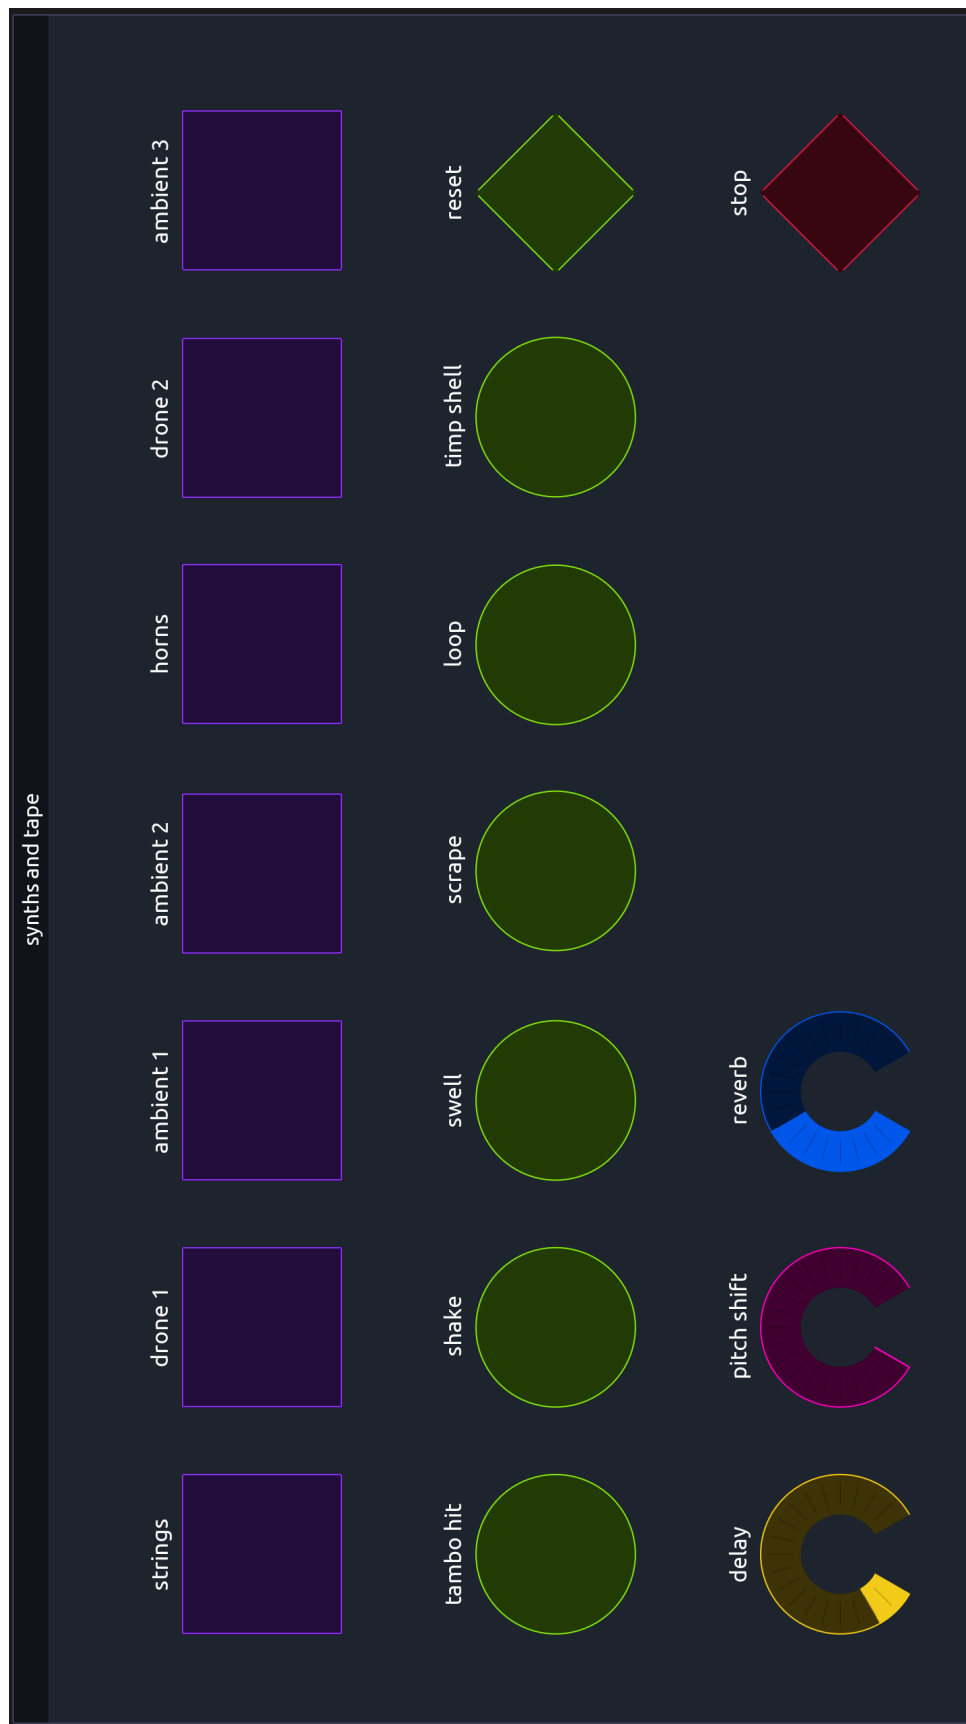 synths and tape
strings
drone 1
ambient 1
ambient 2
horns
drone 2
ambient 3
tambo hit
shake
swell
scrape
loop
timp shell
reset
delay
pitch shift
reverb
stop